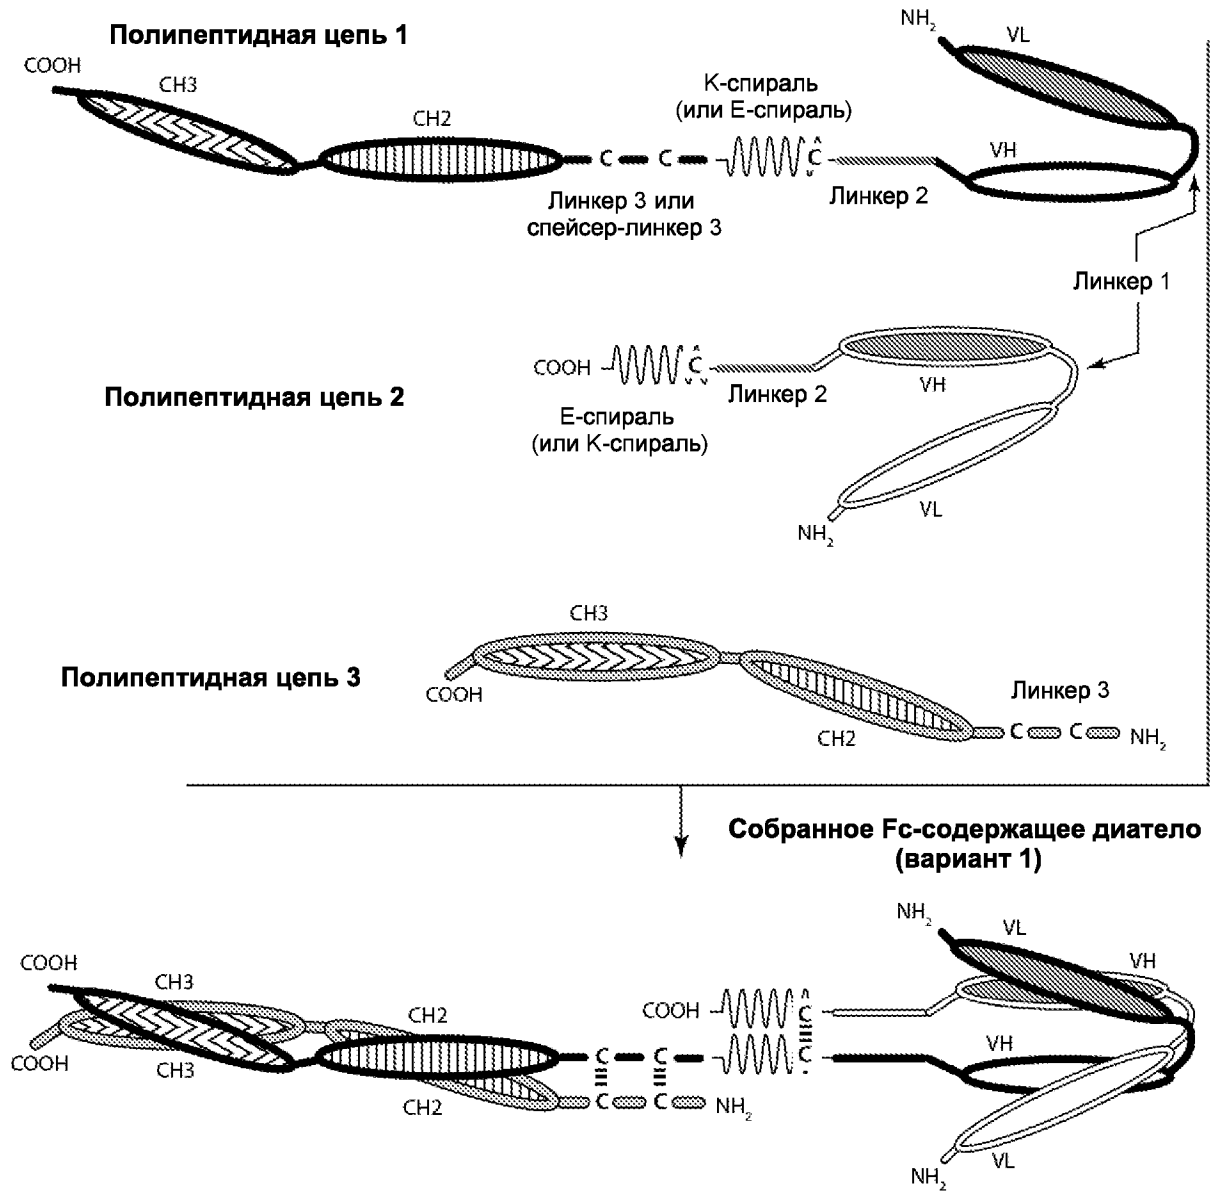 Полипептидная цепь 1
NH₂
VL
COOH
CH3
K-спираль
(или Е-спираль)
CH2
C C
C
VH
Линкер 3 или
спейсер-линкер 3
Линкер 2
Линкер 1
COOH
C
VH
Линкер 2
Полипептидная цепь 2
Е-спираль
(или К-спираль)
VL
NH₂
CH3
Полипептидная цепь 3
COOH
Линкер 3
CH2
C C
NH₂
Собранное Fc-содержащее диатело
(вариант 1)
NH₂
VL
VH
COOH
CH3
COOH
C
CH2
COOH
CH3
C C
C
VH
CH2
C C
NH₂
VL
NH₂